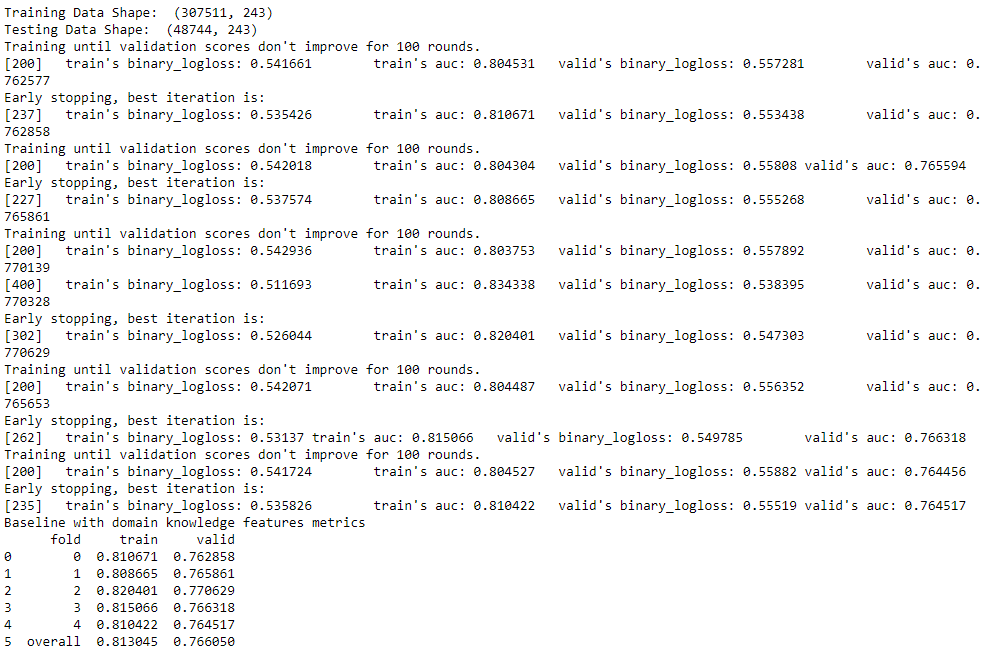 Training Data Shape:  (307511, 243)
Testing Data Shape:  (48744, 243)
Training until validation scores don't improve for 100 rounds.
[200]	train's binary_logloss: 0.541661	train's auc: 0.804531	valid's binary_logloss: 0.557281	valid's auc: 0.
762577
Early stopping, best iteration is:
[237]	train's binary_logloss: 0.535426	train's auc: 0.810671	valid's binary_logloss: 0.553438	valid's auc: 0.
762858
Training until validation scores don't improve for 100 rounds.
[200]	train's binary_logloss: 0.542018	train's auc: 0.804304	valid's binary_logloss: 0.55808	valid's auc: 0.765594
Early stopping, best iteration is:
[227]	train's binary_logloss: 0.537574	train's auc: 0.808665	valid's binary_logloss: 0.555268	valid's auc: 0.
765861
Training until validation scores don't improve for 100 rounds.
[200]	train's binary_logloss: 0.542936	train's auc: 0.803753	valid's binary_logloss: 0.557892	valid's auc: 0.
770139
[400]	train's binary_logloss: 0.511693	train's auc: 0.834338	valid's binary_logloss: 0.538395	valid's auc: 0.
770328
Early stopping, best iteration is:
[302]	train's binary_logloss: 0.526044	train's auc: 0.820401	valid's binary_logloss: 0.547303	valid's auc: 0.
770629
Training until validation scores don't improve for 100 rounds.
[200]	train's binary_logloss: 0.542071	train's auc: 0.804487	valid's binary_logloss: 0.556352	valid's auc: 0.
765653
Early stopping, best iteration is:
[262]	train's binary_logloss: 0.53137	train's auc: 0.815066	valid's binary_logloss: 0.549785	valid's auc: 0.766318
Training until validation scores don't improve for 100 rounds.
[200]	train's binary_logloss: 0.541724	train's auc: 0.804527	valid's binary_logloss: 0.55882	valid's auc: 0.764456
Early stopping, best iteration is:
[235]	train's binary_logloss: 0.535826	train's auc: 0.810422	valid's binary_logloss: 0.55519	valid's auc: 0.764517
Baseline with domain knowledge features metrics
      fold     train     valid
0        0  0.810671  0.762858
1        1  0.808665  0.765861
2        2  0.820401  0.770629
3        3  0.815066  0.766318
4        4  0.810422  0.764517
5  overall  0.813045  0.766050